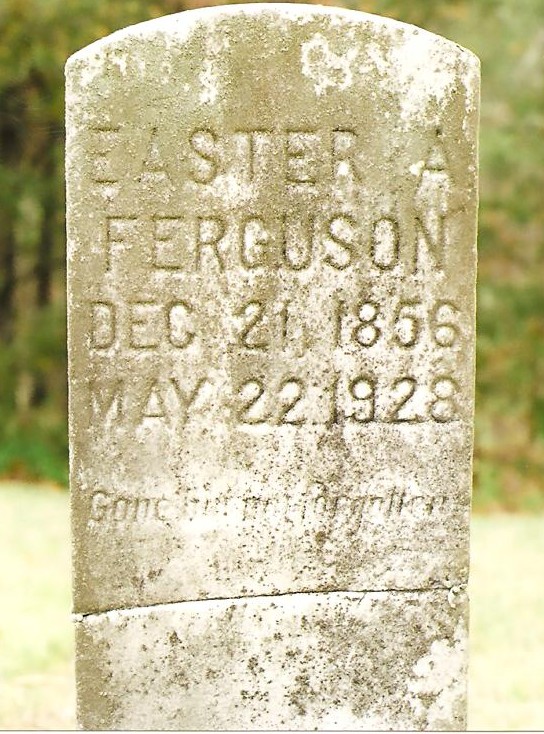 EASTER A
FERGUSON
DEC 21, 1856
MAY 22, 1928
Gone but not forgotten